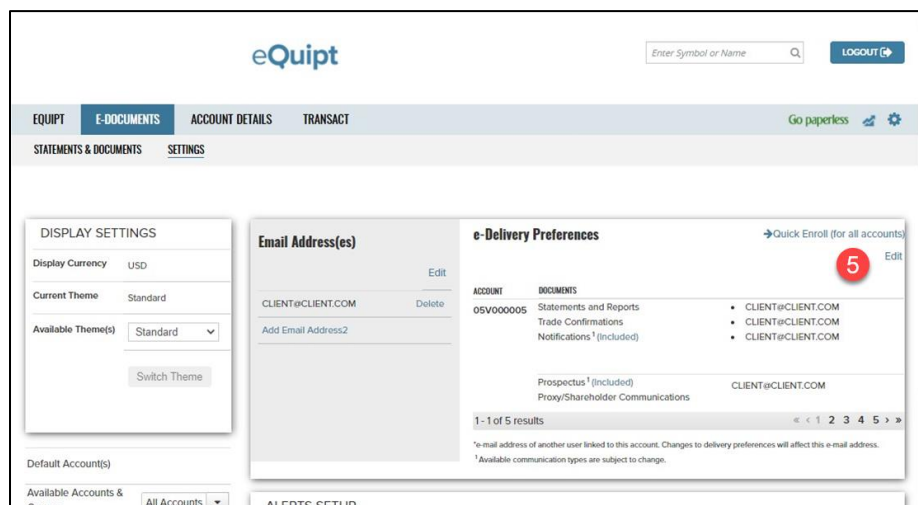 eQuipt
Enter Symbol or Name
LOGOUT
EQUIPT E-DOCUMENTS ACCOUNT DETAILS TRANSACT
Go paperless
STATEMENTS & DOCUMENTS SETTINGS
DISPLAY SETTINGS
Display Currency USD
Current Theme Standard
Available Theme(s) Standard
Switch Theme
Default Account(s)
Available Accounts &
All Accounts
Email Address(es)
Edit
CLIENT@CLIENT.COM Delete
Add Email Address2
e-Delivery Preferences
→Quick Enroll (for all accounts)
5
Edit
ACCOUNT DOCUMENTS
05V000005 Statements and Reports • CLIENT@CLIENT.COM
Trade Confirmations • CLIENT@CLIENT.COM
Notifications¹ (Included) • CLIENT@CLIENT.COM
Prospectus¹ (Included) CLIENT@CLIENT.COM
Proxy/Shareholder Communications
1 - 1 of 5 results « ‹ 1 2 3 4 5 › »
*e-mail address of another user linked to this account. Changes to delivery preferences will affect this e-mail address.
¹Available communication types are subject to change.
ALERTS SETUP